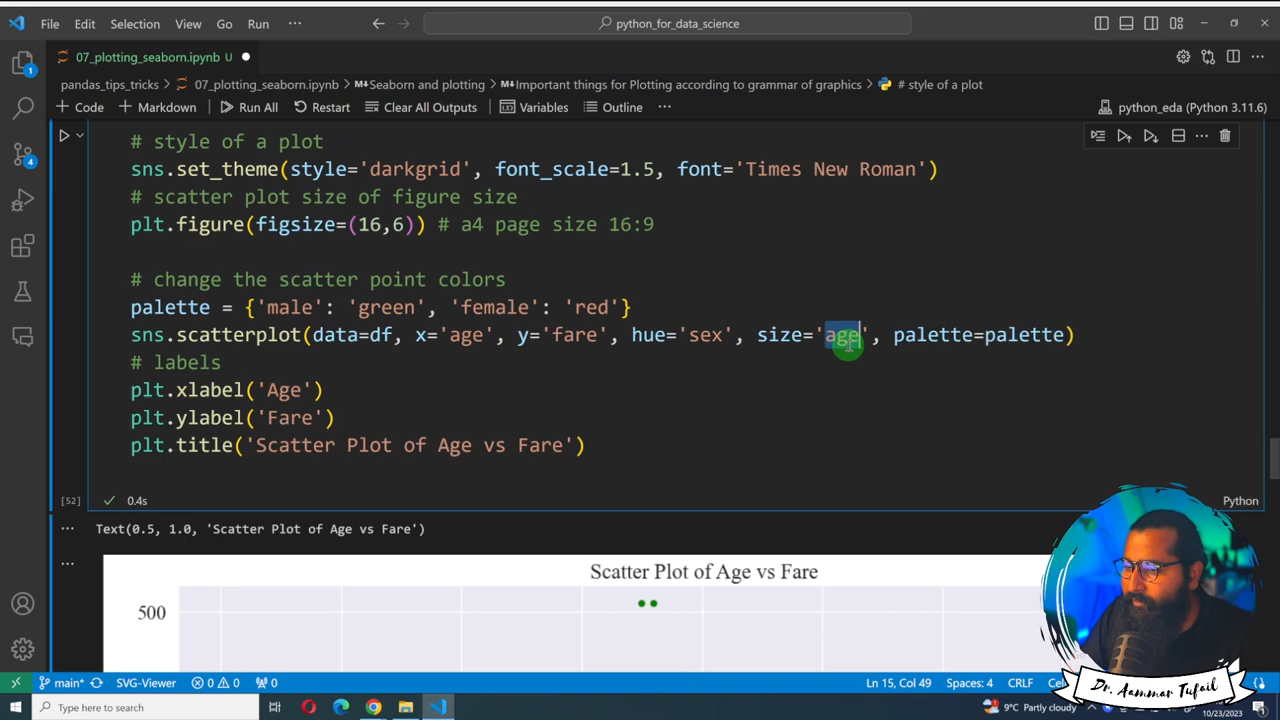 File Edit Selection View Go Run ··· python_for_data_science
07_plotting_seaborn.ipynb U
pandas_tips_tricks > 07_plotting_seaborn.ipynb > M↓Seaborn and plotting > M↓Important things for Plotting according to grammar of graphics > # style of a plot
+ Code + Markdown Run All Restart Clear All Outputs Variables Outline ··· python_eda (Python 3.11.6)
# style of a plot
sns.set_theme(style='darkgrid', font_scale=1.5, font='Times New Roman')
# scatter plot size of figure size
plt.figure(figsize=(16,6)) # a4 page size 16:9
# change the scatter point colors
palette = {'male': 'green', 'female': 'red'}
sns.scatterplot(data=df, x='age', y='fare', hue='sex', size='age', palette=palette)
# labels
plt.xlabel('Age')
plt.ylabel('Fare')
plt.title('Scatter Plot of Age vs Fare')
[52] ✓ 0.4s Python
Text(0.5, 1.0, 'Scatter Plot of Age vs Fare')
Scatter Plot of Age vs Fare
500
1
4
main* SVG-Viewer 0 0 0 Ln 15, Col 49 Spaces: 4 CRLF
Type here to search 9°C Partly cloudy 10/23/2023
Dr. Aammar Tufail